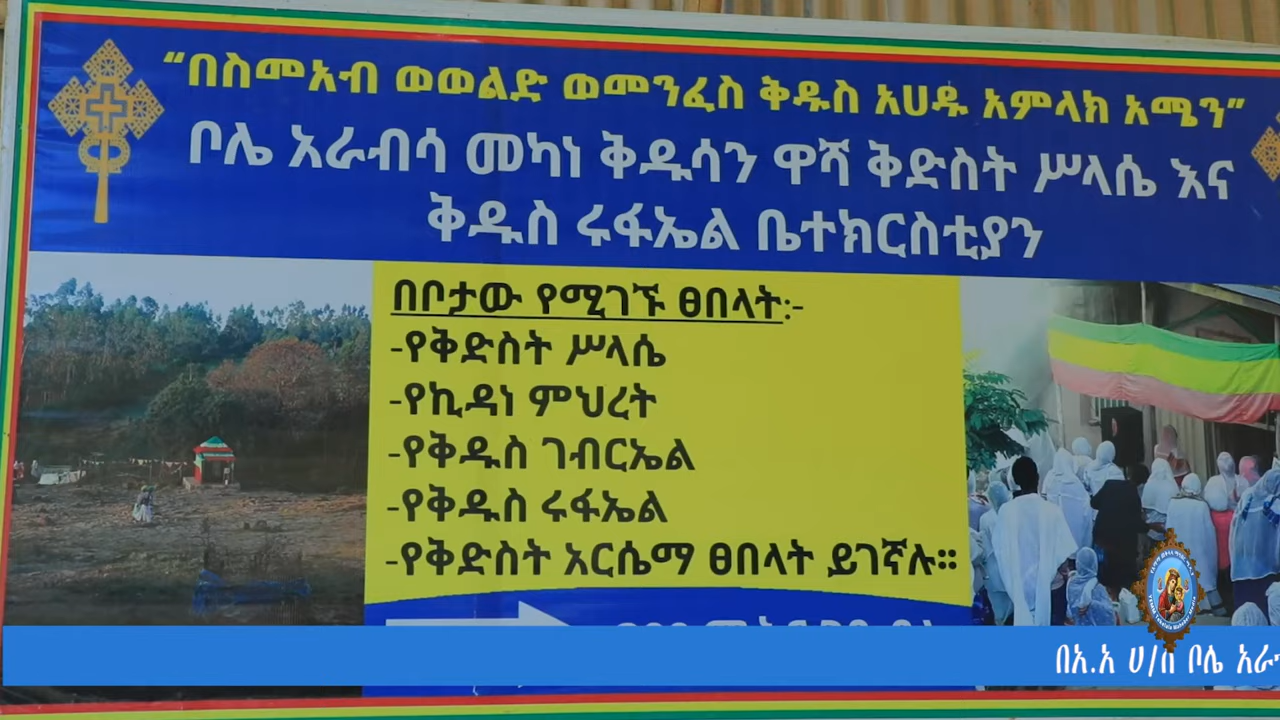 “በስመአብ ወወልድ ወመንፈስ ቅዱስ አሀዱ አምላክ አሜን”
ቦሌ አራብሳ መካነ ቅዱሳን ዋሻ ቅድስት ሥላሴ እና
ቅዱስ ሩፋኤል ቤተክርስቲያን
በቦታው የሚገኙ ፀበላት:-
-የቅድስት ሥላሴ
-የኪዳነ ምህረት
-የቅዱስ ገብርኤል
-የቅዱስ ሩፋኤል
-የቅድስት አርሴማ ፀበላት ይገኛሉ።
በአ.አ ሀ/ስ ቦሌ